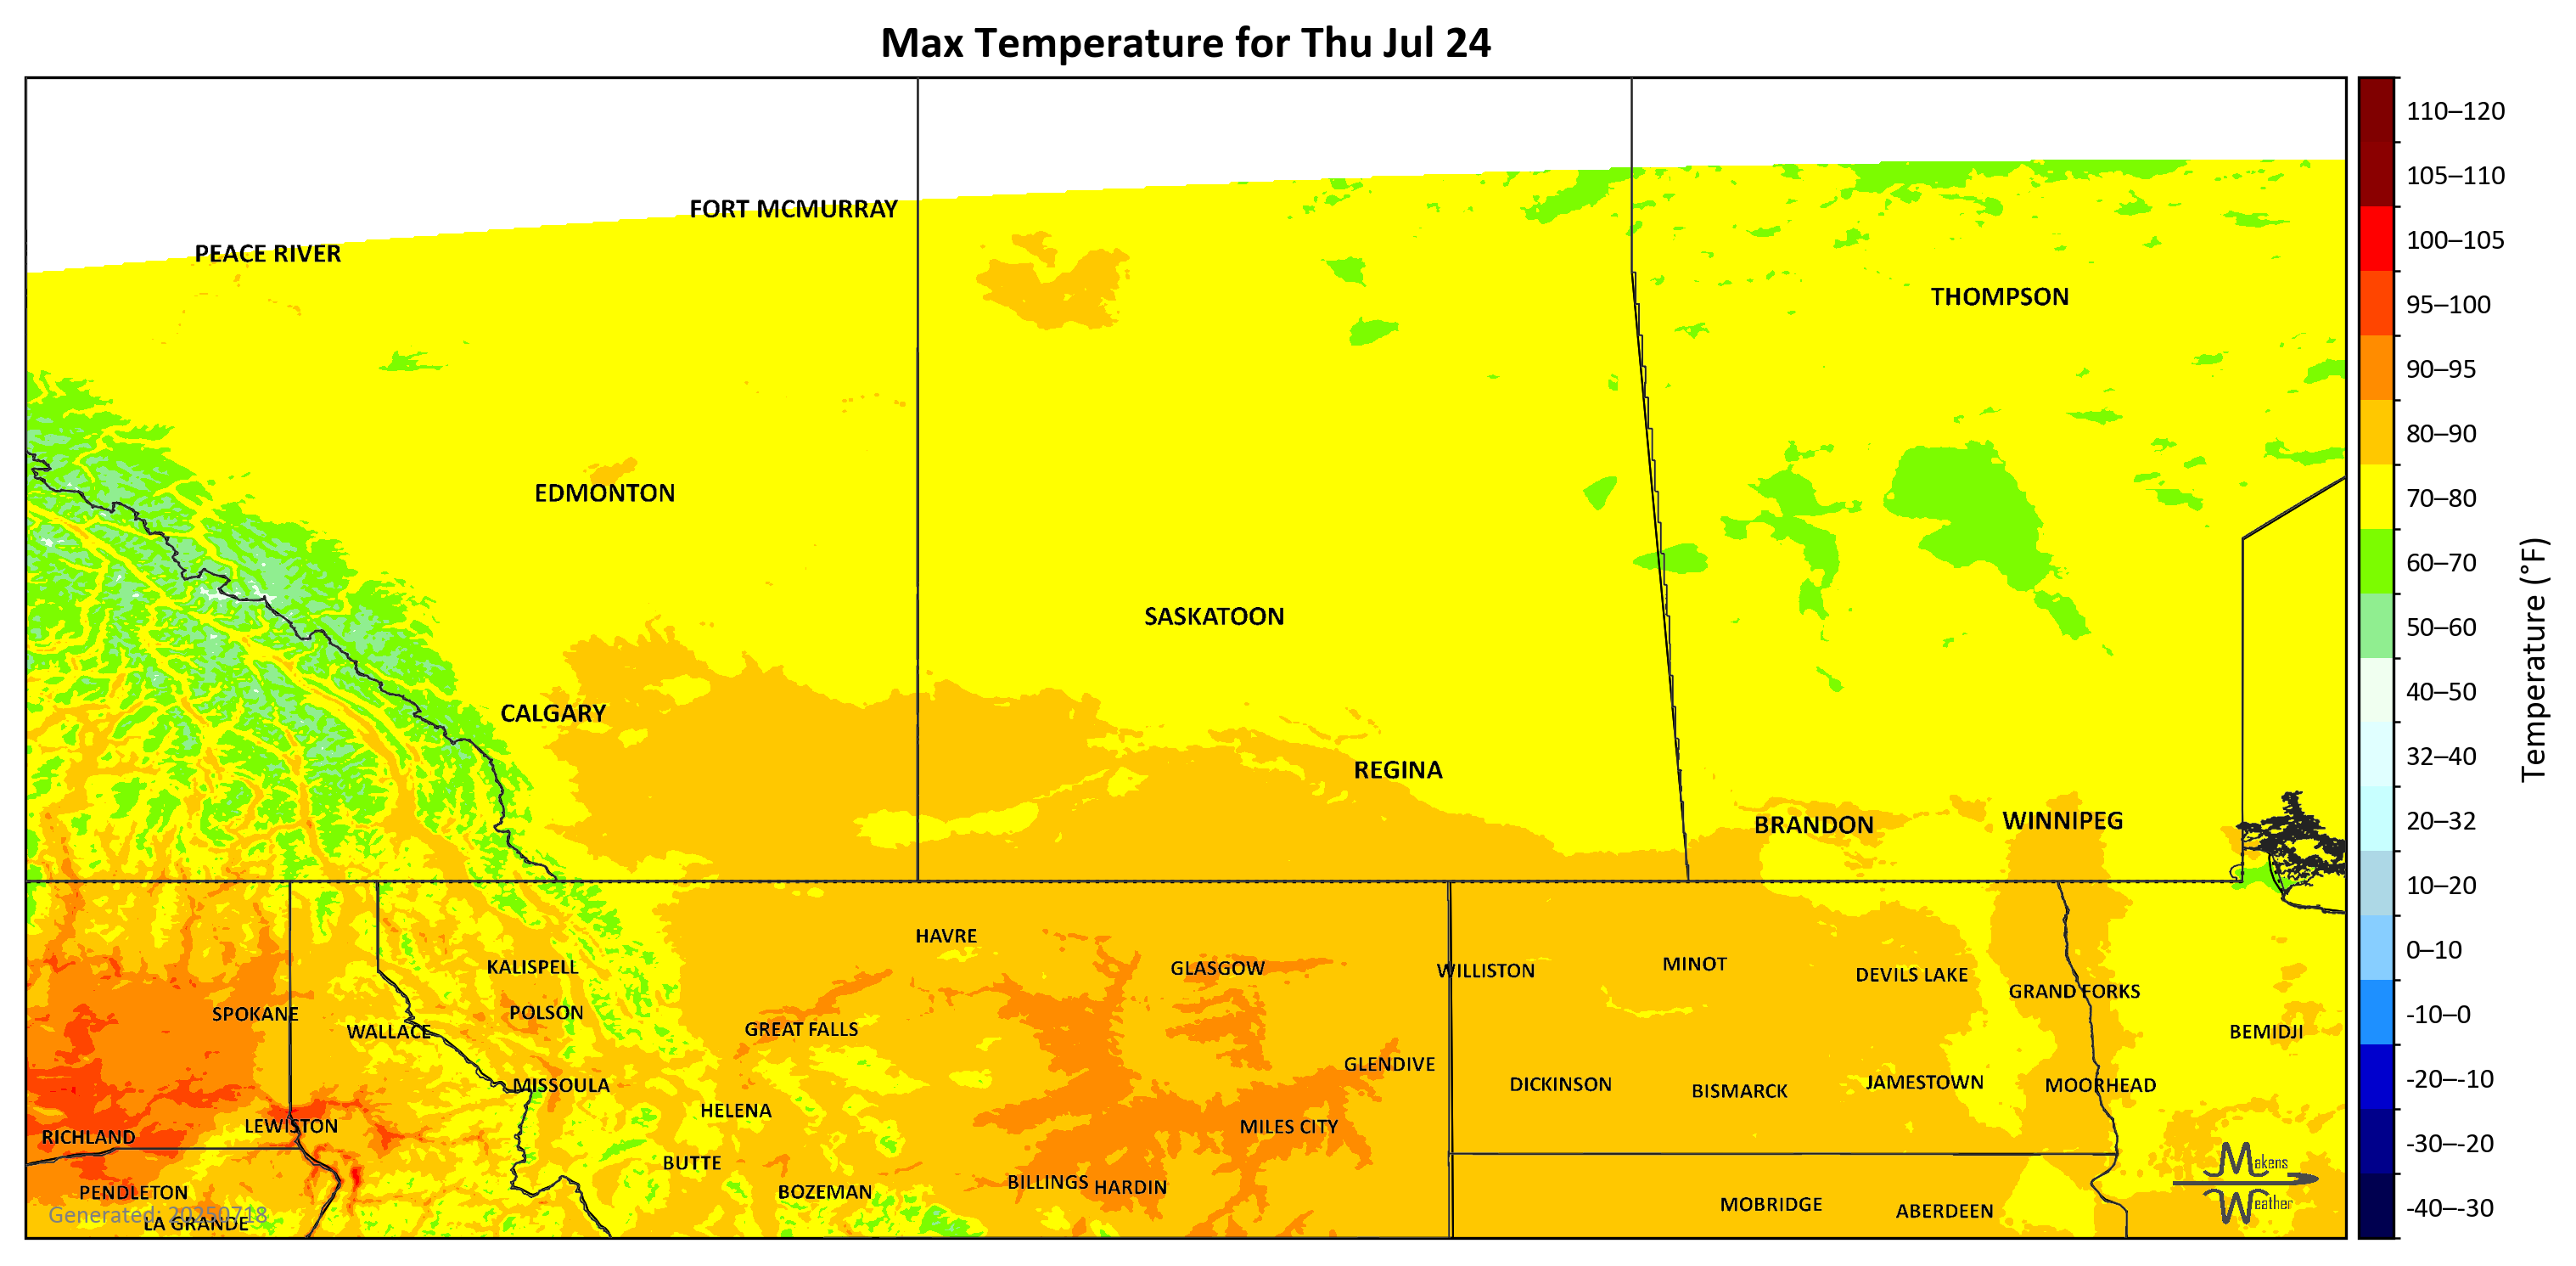 Max Temperature for Thu Jul 24
FORT MCMURRAY
PEACE RIVER
THOMPSON
EDMONTON
SASKATOON
CALGARY
REGINA
BRANDON
WINNIPEG
HAVRE
KALISPELL
GLASGOW
WILLISTON
MINOT
DEVILS LAKE
GRAND FORKS
SPOKANE
POLSON
WALLACE
GREAT FALLS
BEMIDJI
GLENDIVE
MISSOULA
DICKINSON
BISMARCK
JAMESTOWN
MOORHEAD
HELENA
LEWISTON
MILES CITY
RICHLAND
BUTTE
BILLINGS
HARDIN
PENDLETON
BOZEMAN
MOBRIDGE
ABERDEEN
LA GRANDE
Generated: 20250718
Makens
Weather
110–120
105–110
100–105
95–100
90–95
80–90
70–80
60–70
50–60
40–50
32–40
20–32
10–20
0–10
-10–0
-20–-10
-30–-20
-40–-30
Temperature (°F)